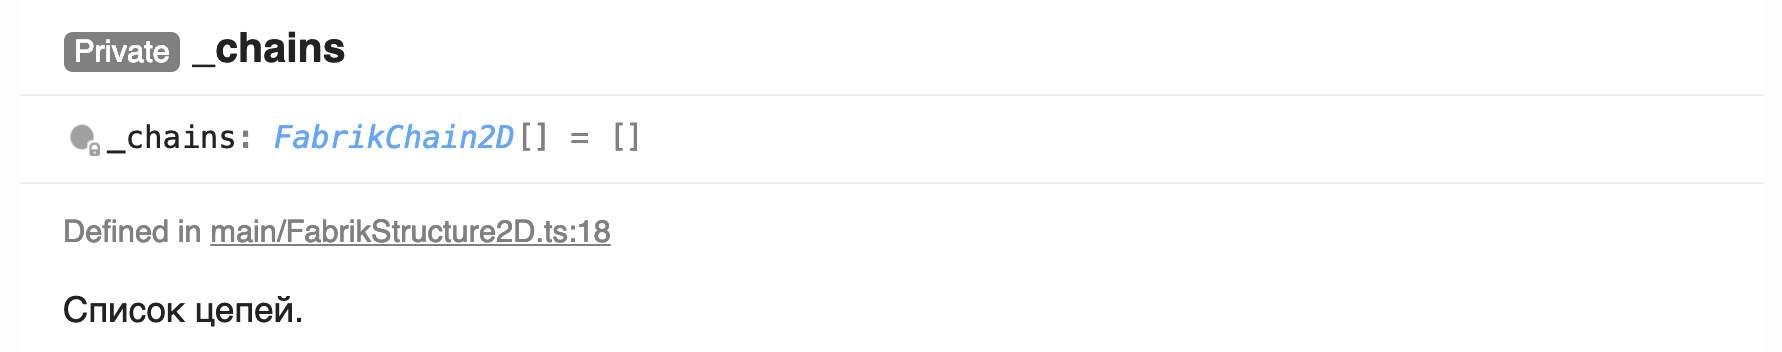 Private _chains
_chains: FabrikChain2D[] = []
Defined in main/FabrikStructure2D.ts:18
Список цепей.